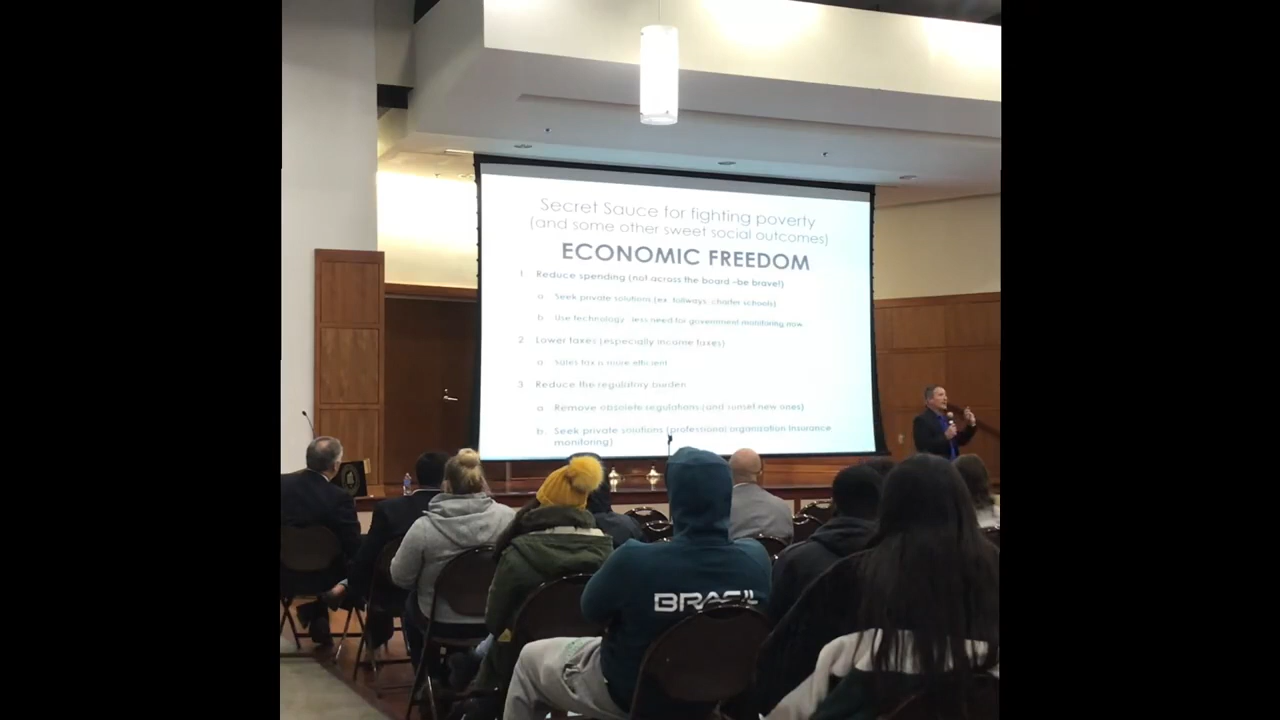 Secret Sauce for fighting poverty
(and some other sweet social outcomes)
ECONOMIC FREEDOM
1 Reduce spending (not across the board -be brave!)
a Seek private solutions (ex. tollways, charter schools)
b Use technology less need for government monitoring now
2 Lower taxes (especially income taxes)
a Sales tax is more efficient
3 Reduce the regulatory burden
a Remove obsolete regulations (and sunset new ones)
b. Seek private solutions (professional organization insurance
monitoring)
BRASIL